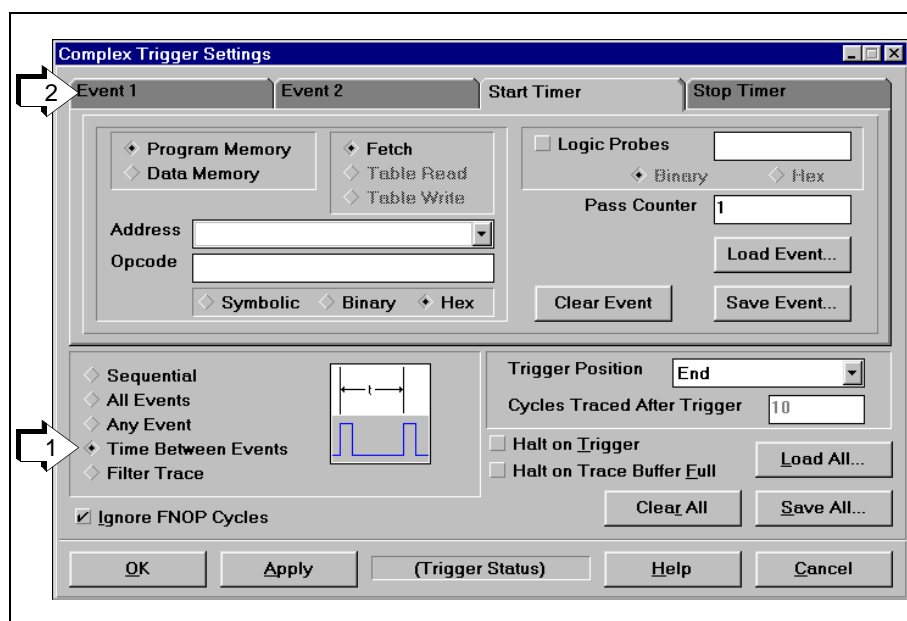 Complex Trigger Settings
2
Event 1
Event 2
Start Timer
Stop Timer
Program Memory
Data Memory
Fetch
Table Read
Table Write
Logic Probes
Binary
Hex
Pass Counter
1
Address
Opcode
Symbolic
Binary
Hex
Load Event...
Clear Event
Save Event...
Sequential
All Events
Any Event
1
Time Between Events
Filter Trace
t
Trigger Position
End
Cycles Traced After Trigger
10
Halt on Trigger
Halt on Trace Buffer Full
Load All...
Clear All
Save All...
Ignore FNOP Cycles
OK
Apply
(Trigger Status)
Help
Cancel